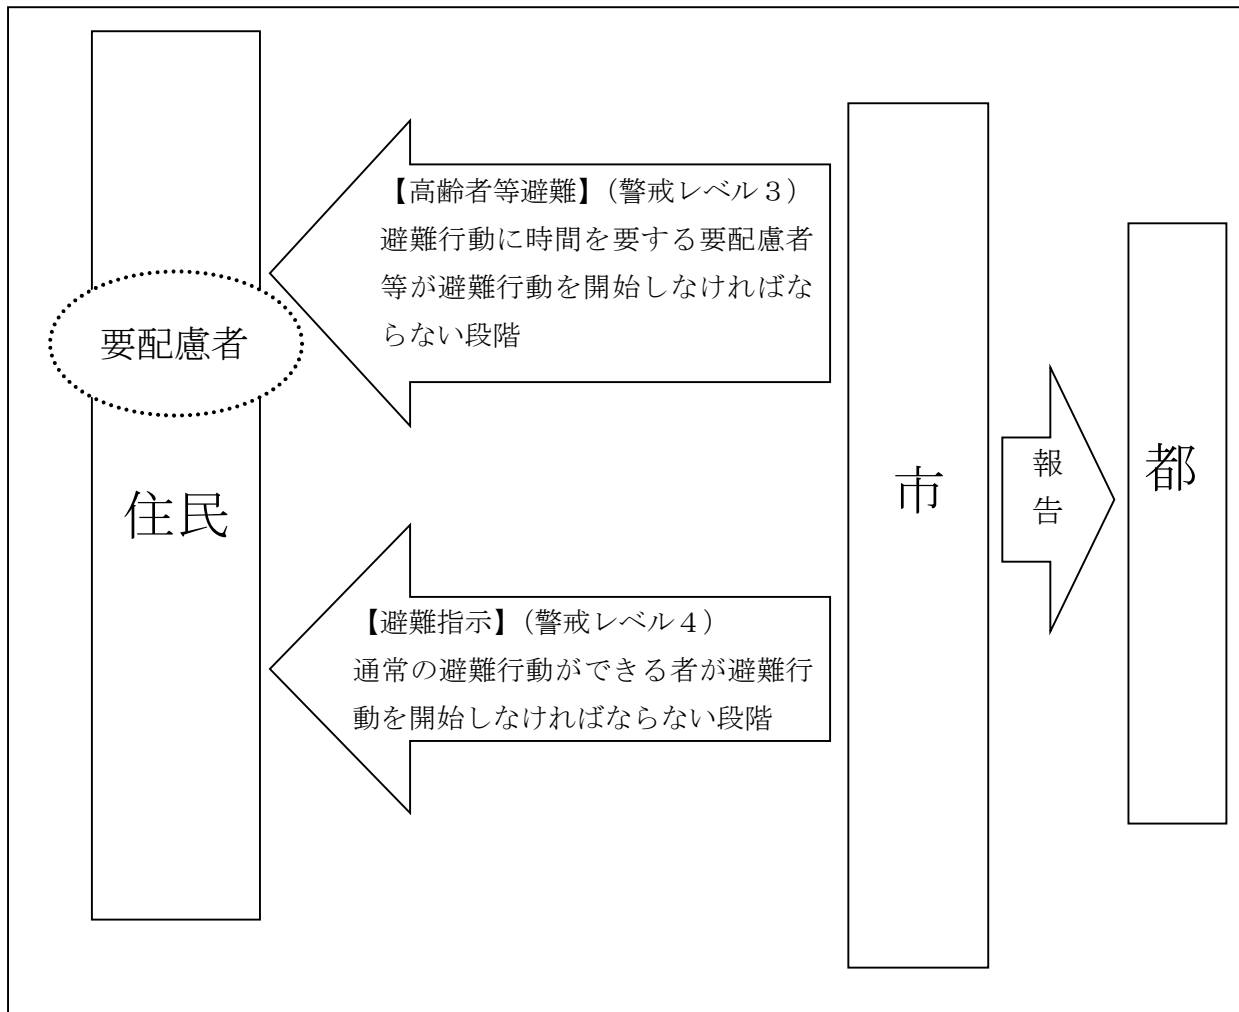 【高齢者等避難】(警戒レベル３)
避難行動に時間を要する要配慮者
等が避難行動を開始しなければな
らない段階
要配慮者
住民
【避難指示】(警戒レベル４)
通常の避難行動ができる者が避難行
動を開始しなければならない段階
市
報
告
都